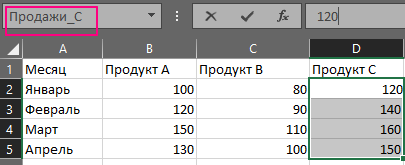 Продажи_С fx 120
A B C D
1 Месяц Продукт А Продукт В Продукт С
2 Январь 100 80 120
3 Февраль 120 90 140
4 Март 150 110 160
5 Апрель 130 100 150